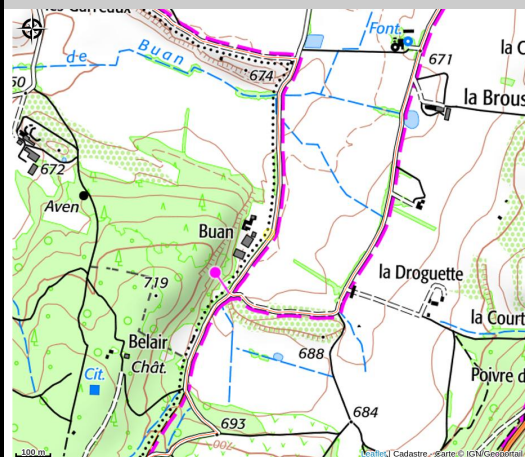 les Garreaux
Font.
de Buan
671
la C
674
60
la Brous
672
Aven
Buan
la Droguette
719
la Court
Belair
Chât.
688
Cit.
Poivre d
684
693
700
100 m
Leaflet | Cadastre - Carte © IGN/Geoportail